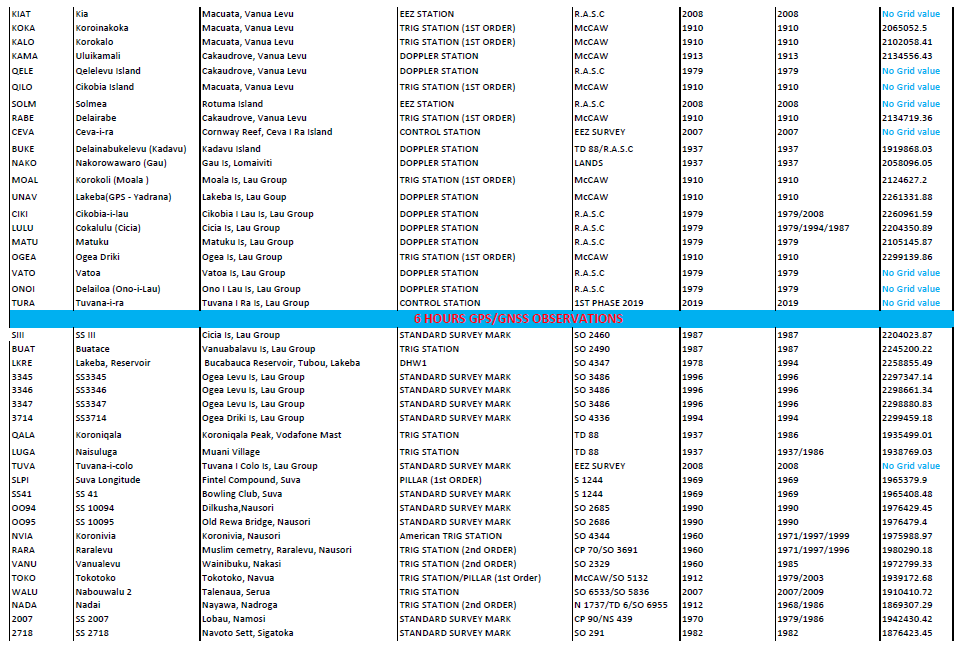 KIAT Kia Macuata, Vanua Levu EEZ STATION R.A.S.C 2008 2008 No Grid value
KOKA Koroinakoka Macuata, Vanua Levu TRIG STATION (1ST ORDER) McCAW 1910 1910 2065052.5
KALO Korokalo Macuata, Vanua Levu TRIG STATION (1ST ORDER) McCAW 1910 1910 2102058.41
KAMA Uluikamali Cakaudrove, Vanua Levu DOPPLER STATION McCAW 1913 1913 2134556.43
QELE Qelelevu Island Cakaudrove, Vanua Levu DOPPLER STATION R.A.S.C 1979 1979 No Grid value
QILO Cikobia Island Macuata, Vanua Levu TRIG STATION (1ST ORDER) McCAW 1910 1910 No Grid value
SOLM Solmea Rotuma Island EEZ STATION R.A.S.C 2008 2008 No Grid value
RABE Delairabe Cakaudrove, Vanua Levu TRIG STATION (1ST ORDER) McCAW 1910 1910 2134719.36
CEVA Ceva-i-ra Cornway Reef, Ceva I Ra Island CONTROL STATION EEZ SURVEY 2007 2007 No Grid value
BUKE Delainabukelevu (Kadavu) Kadavu Island DOPPLER STATION TD 88/R.A.S.C 1937 1937 1919868.03
NAKO Nakorowaro (Gau) Gau Is, Lomaiviti DOPPLER STATION LANDS 1937 1937 2058096.05
MOAL Korokoli (Moala ) Moala Is, Lau Group TRIG STATION (1ST ORDER) McCAW 1910 1910 2124627.2
UNAV Lakeba(GPS - Yadrana) Lakeba Is, Lau Goup DOPPLER STATION McCAW 1910 1910 2261331.88
CIKI Cikobia-i-lau Cikobia I Lau Is, Lau Group DOPPLER STATION R.A.S.C 1979 1979/2008 2260961.59
LULU Cokalulu (Cicia) Cicia Is, Lau Group DOPPLER STATION R.A.S.C 1979 1979/1994/1987 2204350.89
MATU Matuku Matuku Is, Lau Group DOPPLER STATION R.A.S.C 1979 1979 2105145.87
OGEA Ogea Driki Ogea Is, Lau Group TRIG STATION (1ST ORDER) McCAW 1910 1910 2299139.86
VATO Vatoa Vatoa Is, Lau Group DOPPLER STATION R.A.S.C 1979 1979 No Grid value
ONOI Delailoa (Ono-i-Lau) Ono I Lau Is, Lau Group DOPPLER STATION R.A.S.C 1979 1979 No Grid value
TURA Tuvana-i-ra Tuvana I Ra Is, Lau Group CONTROL STATION 1ST PHASE 2019 2019 2019 No Grid value
6 HOURS GPS/GNSS OBSERVATIONS
SIII SS III Cicia Is, Lau Group STANDARD SURVEY MARK SO 2460 1987 1987 2204023.87
BUAT Buatace Vanuabalavu Is, Lau Group TRIG STATION SO 2490 1987 1987 2245200.22
LKRE Lakeba, Reservoir Bucabauca Reservoir, Tubou, Lakeba DHW1 SO 4347 1978 1994 2258855.49
3345 SS3345 Ogea Levu Is, Lau Group STANDARD SURVEY MARK SO 3486 1996 1996 2297347.14
3346 SS3346 Ogea Levu Is, Lau Group STANDARD SURVEY MARK SO 3486 1996 1996 2298661.34
3347 SS3347 Ogea Levu Is, Lau Group STANDARD SURVEY MARK SO 3486 1996 1996 2298880.83
3714 SS3714 Ogea Driki Is, Lau Group STANDARD SURVEY MARK SO 4336 1994 1994 2299459.18
QALA Koroniqala Koroniqala Peak, Vodafone Mast TRIG STATION TD 88 1937 1986 1935499.01
LUGA Naisuluga Muani Village TRIG STATION TD 88 1937 1937/1986 1938769.03
TUVA Tuvana-i-colo Tuvana I Colo Is, Lau Group STANDARD SURVEY MARK EEZ SURVEY 2008 2008 No Grid value
SLPI Suva Longitude Fintel Compound, Suva PILLAR (1ST ORDER) S 1244 1969 1969 1965379.9
SS41 SS 41 Bowling Club, Suva STANDARD SURVEY MARK S 1244 1969 1969 1965408.48
OO94 SS 10094 Dilkusha,Nausori STANDARD SURVEY MARK SO 2685 1990 1990 1976429.45
OO95 SS 10095 Old Rewa Bridge, Nausori STANDARD SURVEY MARK SO 2686 1990 1990 1976479.4
NVIA Koronivia Koronivia, Nausori American TRIG STATION SO 4344 1960 1971/1997/1999 1975988.97
RARA Raralevu Muslim cemetry, Raralevu, Nausori TRIG STATION (2ND ORDER) CP 70/SO 3691 1960 1971/1997/1996 1980290.18
VANU Vanualevu Wainibuku, Nakasi TRIG STATION (2ND ORDER) SO 2329 1960 1985 1972799.33
TOKO Tokotoko Tokotoko, Navua TRIG STATION/PILLAR (1St Order) McCAW/SO 5132 1912 1979/2003 1939172.68
WALU Nabouwalu 2 Talenaua, Serua TRIG STATION SO 6533/SO 5836 2007 2007/2009 1910410.72
NADA Nadai Nayawa, Nadroga TRIG STATION (2ND ORDER) N 1737/TD 6/SO 6955 1912 1968/1986 1869307.29
2007 SS 2007 Lobau, Namosi STANDARD SURVEY MARK CP 90/NS 439 1970 1979/1986 1942430.42
2718 SS 2718 Navoto Sett, Sigatoka STANDARD SURVEY MARK SO 291 1982 1982 1876423.45